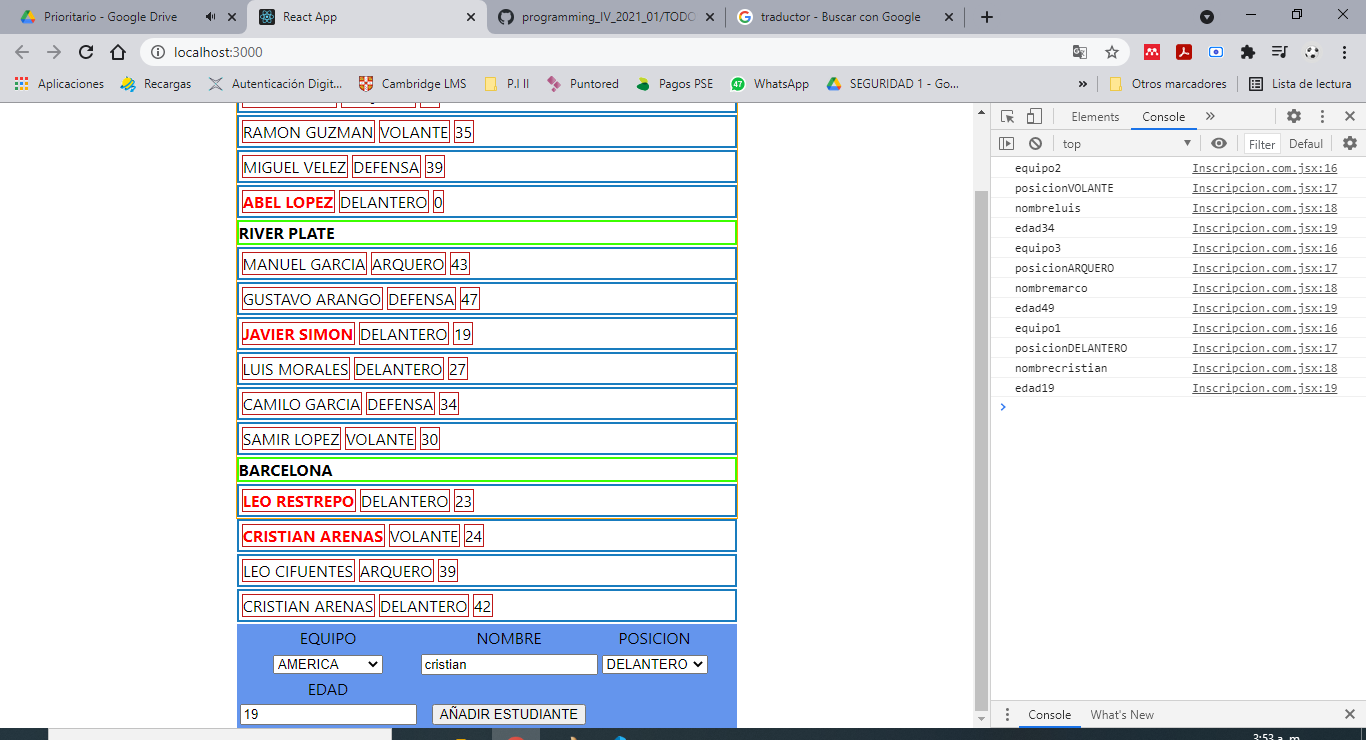 Prioritario - Google Drive
React App
programming_IV_2021_01/TODO
traductor - Buscar con Google
localhost:3000
Aplicaciones
Recargas
Autenticación Digit...
Cambridge LMS
P.I II
Puntored
Pagos PSE
47
WhatsApp
SEGURIDAD 1 - Go...
»
Otros marcadores
Lista de lectura
RAMON GUZMAN VOLANTE 35
MIGUEL VELEZ DEFENSA 39
ABEL LOPEZ DELANTERO 0
RIVER PLATE
MANUEL GARCIA ARQUERO 43
GUSTAVO ARANGO DEFENSA 47
JAVIER SIMON DELANTERO 19
LUIS MORALES DELANTERO 27
CAMILO GARCIA DEFENSA 34
SAMIR LOPEZ VOLANTE 30
BARCELONA
LEO RESTREPO DELANTERO 23
CRISTIAN ARENAS VOLANTE 24
LEO CIFUENTES ARQUERO 39
CRISTIAN ARENAS DELANTERO 42
EQUIPO NOMBRE POSICION
AMERICA cristian DELANTERO
EDAD
19 AÑADIR ESTUDIANTE
Elements Console »
top Filter Defaul
equipo2 Inscripcion.com.jsx:16
posicionVOLANTE Inscripcion.com.jsx:17
nombreluis Inscripcion.com.jsx:18
edad34 Inscripcion.com.jsx:19
equipo3 Inscripcion.com.jsx:16
posicionARQUERO Inscripcion.com.jsx:17
nombremarco Inscripcion.com.jsx:18
edad49 Inscripcion.com.jsx:19
equipo1 Inscripcion.com.jsx:16
posicionDELANTERO Inscripcion.com.jsx:17
nombrecristian Inscripcion.com.jsx:18
edad19 Inscripcion.com.jsx:19
Console What's New
3:53 a. m.